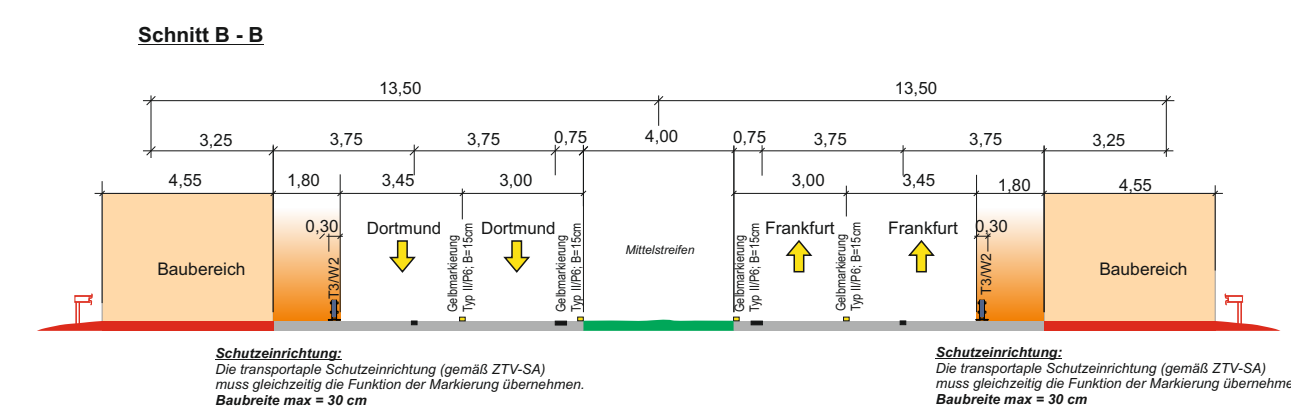 Schnitt B - B
13,50 13,50
3,25 3,75 3,75 0,75 4,00 0,75 3,75 3,75 3,25
4,55 1,80 3,45 3,00 3,00 3,45 1,80 4,55
0,30 Dortmund Dortmund Frankfurt Frankfurt 0,30
Mittelstreifen
Baubereich
T3/W2
Gelbmarkierung
Typ II/P6; B=15cm
Gelbmarkierung
Typ II/P6; B=15cm
Gelbmarkierung
Typ II/P6; B=15cm
Gelbmarkierung
Typ II/P6; B=15cm
T3/W2
Baubereich
Schutzeinrichtung:
Die transportaple Schutzeinrichtung (gemäß ZTV-SA)
muss gleichzeitig die Funktion der Markierung übernehmen.
Baubreite max = 30 cm
Schutzeinrichtung:
Die transportaple Schutzeinrichtung (gemäß ZTV-SA)
muss gleichzeitig die Funktion der Markierung übernehme
Baubreite max = 30 cm